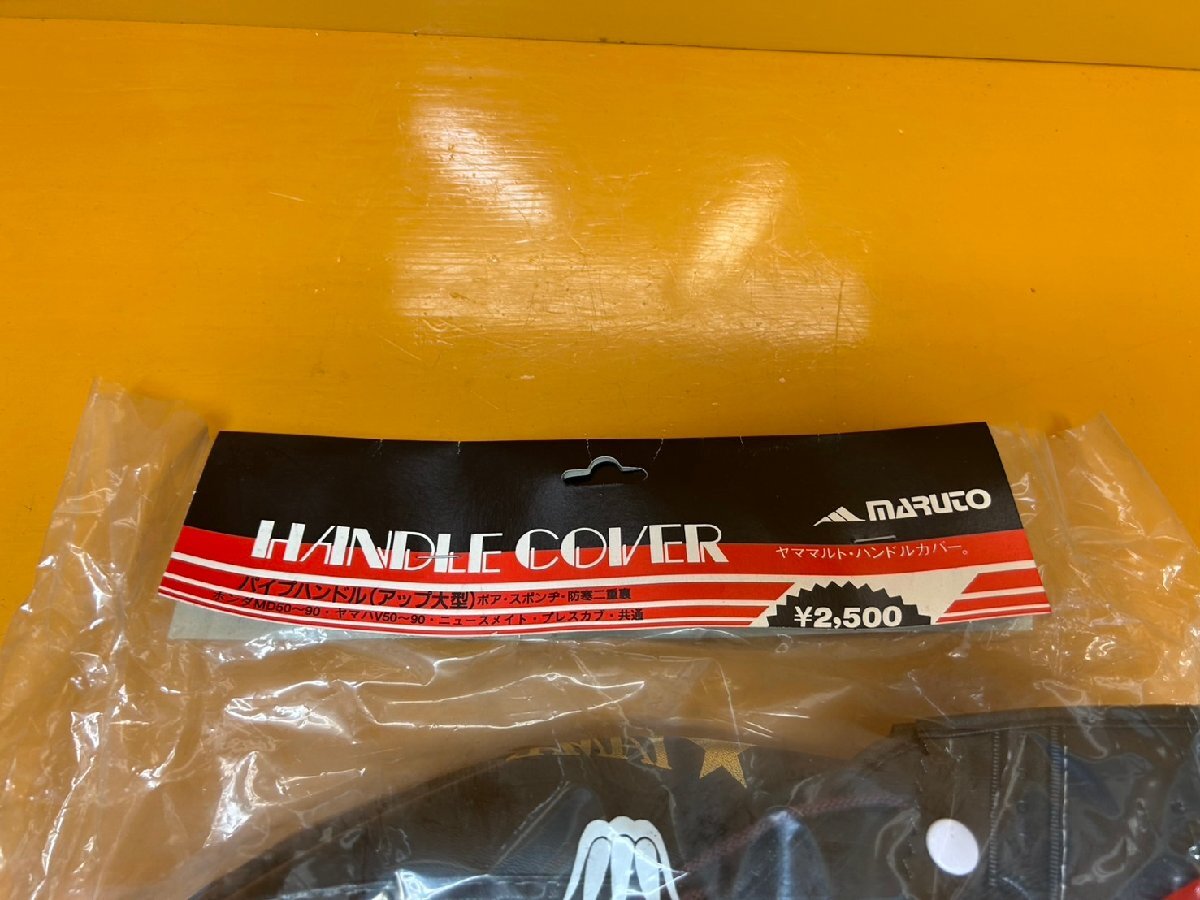 MARUTO
HANDLE COVER
ヤママルト・ハンドルカバー。
パイプハンドル(アップ大型)ボア・スポンヂ・防寒二重裏
ホンダMD50〜90・ヤマハV50〜90・ニュースメイト・プレスカブ・共通
¥2,500